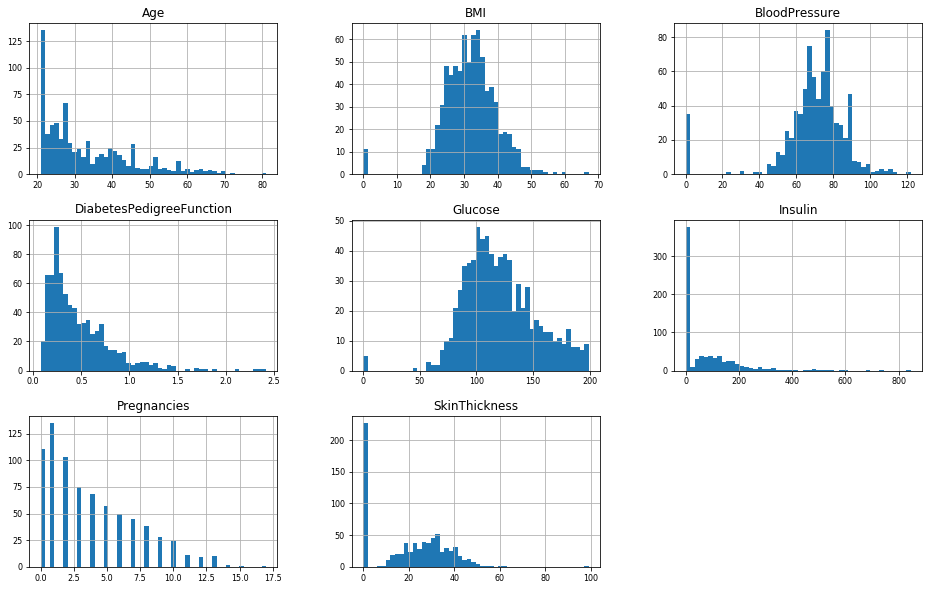 Age BMI BloodPressure
125 100 75 50 25 0
20 30 40 50 60 70 80
60 50 40 30 20 10 0
0 10 20 30 40 50 60 70
80 60 40 20 0
0 20 40 60 80 100 120
DiabetesPedigreeFunction Glucose Insulin
100 80 60 40 20 0
0.0 0.5 1.0 1.5 2.0 2.5
50 40 30 20 10 0
0 50 100 150 200
300 200 100 0
0 200 400 600 800
Pregnancies SkinThickness
125 100 75 50 25 0
0.0 2.5 5.0 7.5 10.0 12.5 15.0 17.5
200 150 100 50 0
0 20 40 60 80 100